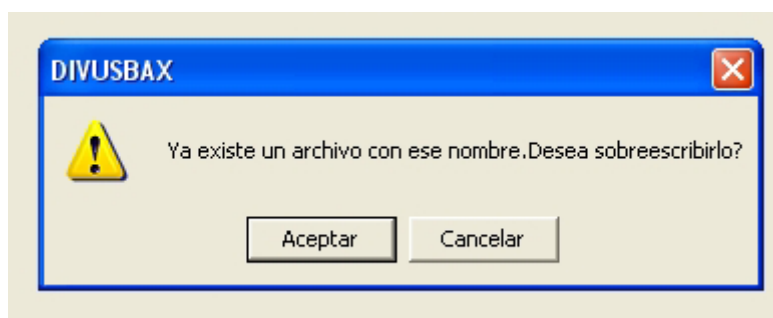 DIVUSBAX
Ya existe un archivo con ese nombre.Desea sobreescribirlo?
Aceptar
Cancelar